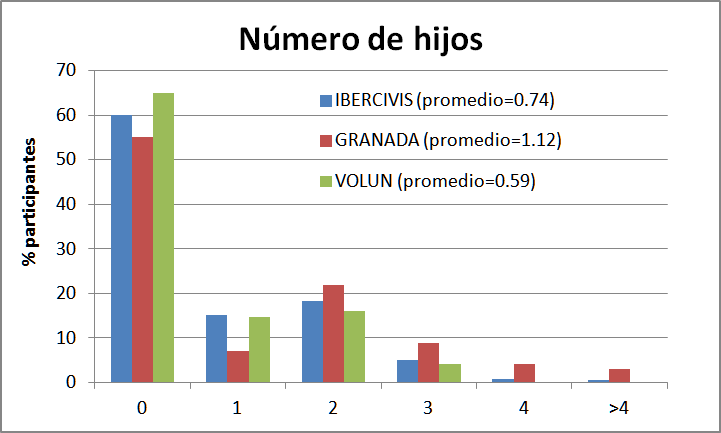 Número de hijos
70
60
50
40
30
20
10
0
% participantes
IBERCIVIS (promedio=0.74)
GRANADA (promedio=1.12)
VOLUN (promedio=0.59)
0 1 2 3 4 >4